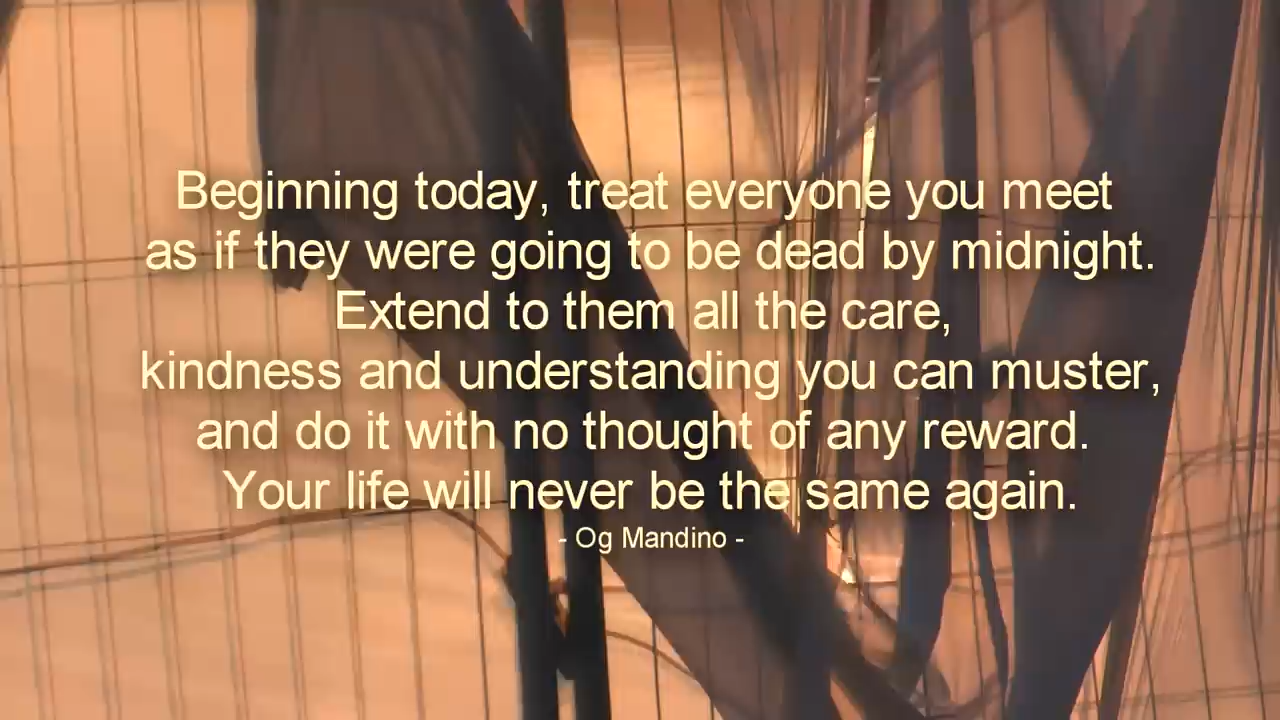 Beginning today, treat everyone you meet
as if they were going to be dead by midnight.
Extend to them all the care,
kindness and understanding you can muster,
and do it with no thought of any reward.
Your life will never be the same again.
- Og Mandino -